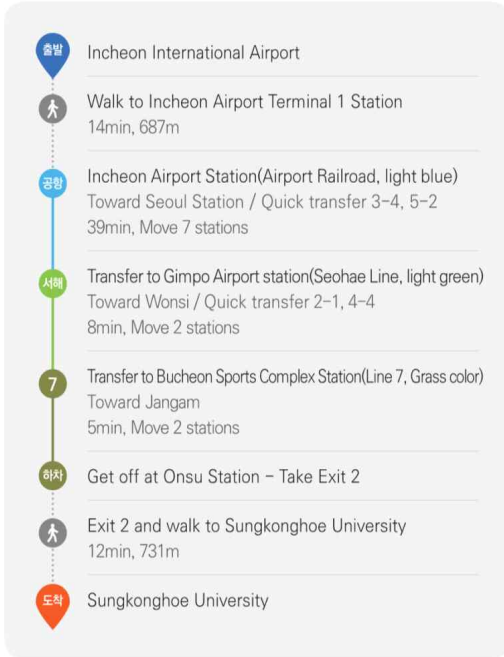 출발
Incheon International Airport
Walk to Incheon Airport Terminal 1 Station
14min, 687m
공항
Incheon Airport Station(Airport Railroad, light blue)
Toward Seoul Station / Quick transfer 3-4, 5-2
39min, Move 7 stations
서해
Transfer to Gimpo Airport station(Seohae Line, light green)
Toward Wonsi / Quick transfer 2-1, 4-4
8min, Move 2 stations
7
Transfer to Bucheon Sports Complex Station(Line 7, Grass color)
Toward Jangam
5min, Move 2 stations
하차
Get off at Onsu Station - Take Exit 2
Exit 2 and walk to Sungkonghoe University
12min, 731m
도착
Sungkonghoe University